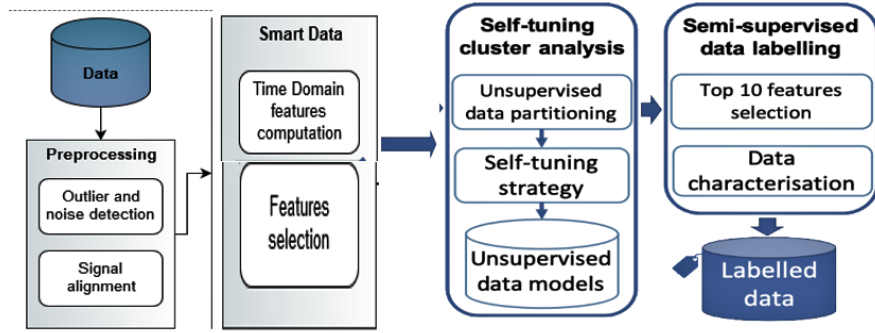 Data
Preprocessing
Outlier and
noise detection
Signal
alignment
Smart Data
Time Domain
features
computation
Features
selection
Self-tuning
cluster analysis
Unsupervised
data partitioning
Self-tuning
strategy
Unsupervised
data models
Semi-supervised
data labelling
Top 10 features
selection
Data
characterisation
Labelled
data